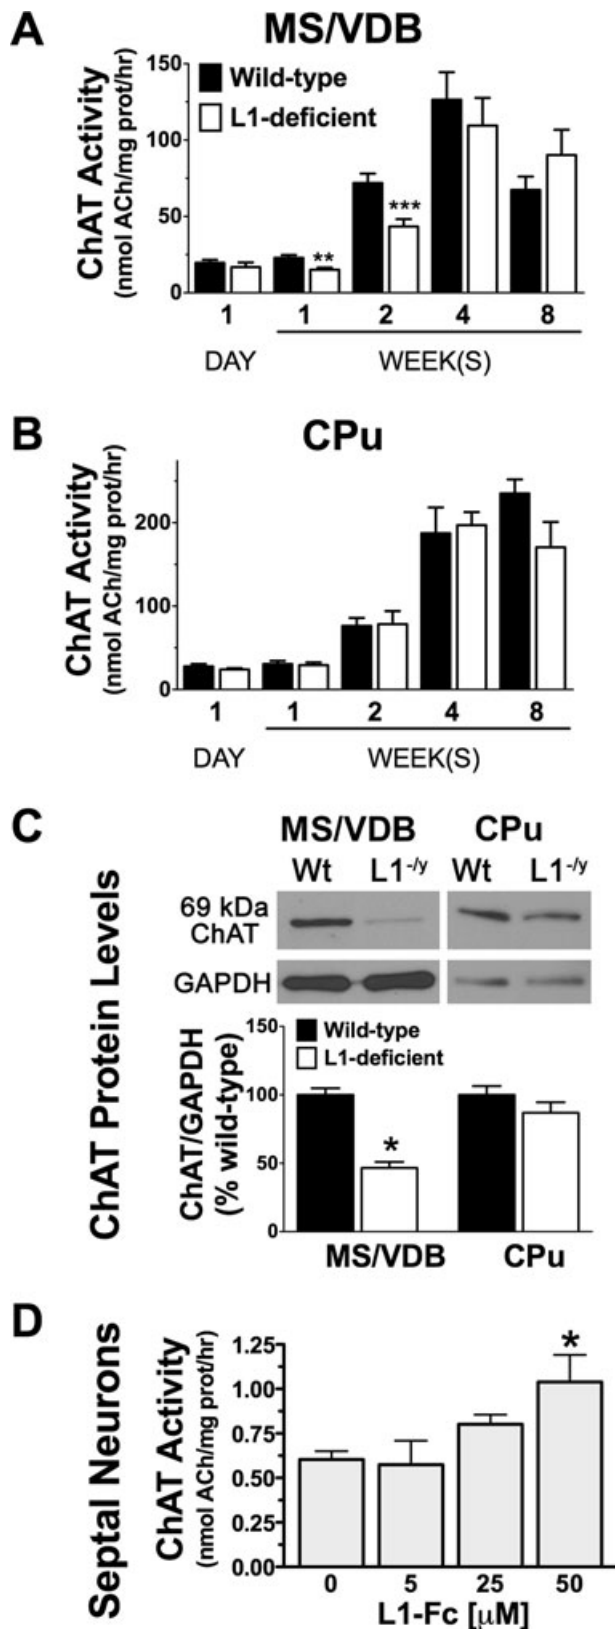 A
MS/VDB
ChAT Activity
(nmol ACh/mg prot/hr)
150
100
50
0
Wild-type
L1-deficient
**
***
1 1 2 4 8
DAY WEEK(S)
B
CPu
ChAT Activity
(nmol ACh/mg prot/hr)
200
100
0
1 1 2 4 8
DAY WEEK(S)
C
ChAT Protein Levels
MS/VDB CPu
Wt L1-/y Wt L1-/y
69 kDa
ChAT
GAPDH
ChAT/GAPDH
(% wild-type)
150
100
50
0
Wild-type
L1-deficient
*
MS/VDB CPu
D
Septal Neurons
ChAT Activity
(nmol ACh/mg prot/hr)
1.25
1.00
0.75
0.50
0.25
0.00
*
0 5 25 50
L1-Fc [µM]